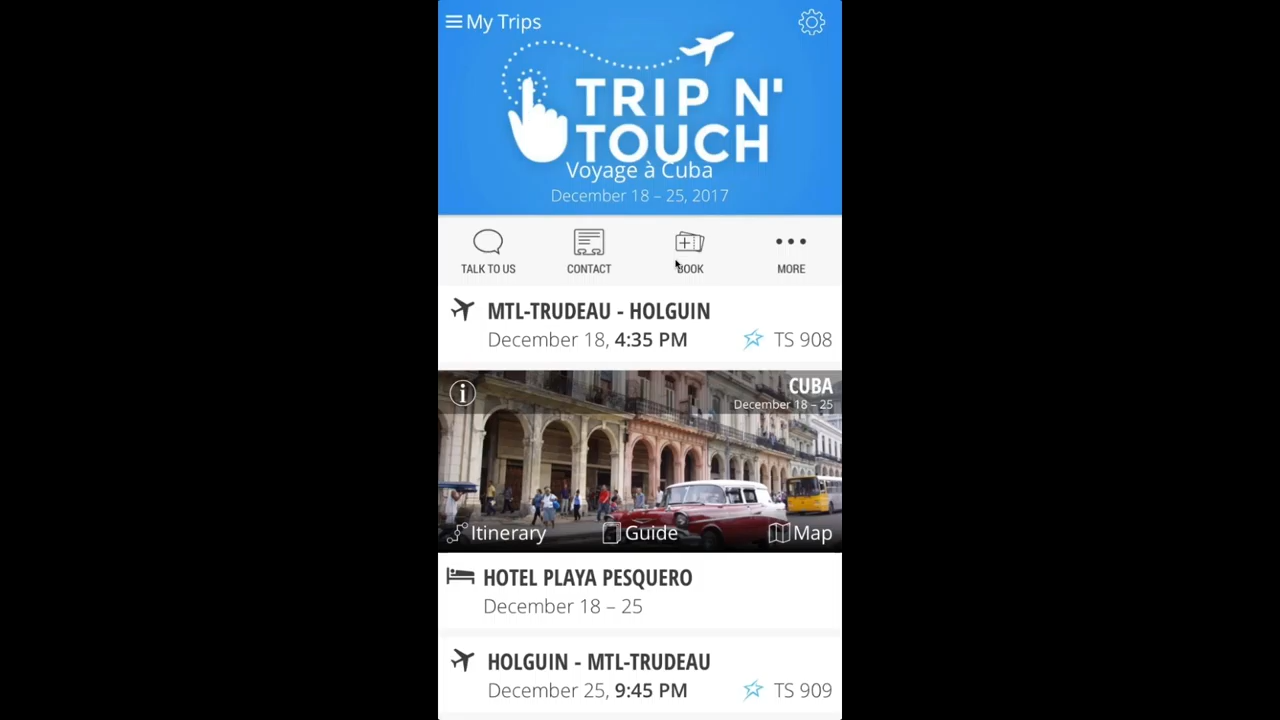 My Trips
TRIP N'
TOUCH
Voyage à Cuba
December 18 – 25, 2017
TALK TO US
CONTACT
BOOK
MORE
MTL-TRUDEAU - HOLGUIN
December 18, 4:35 PM
TS 908
CUBA
December 18 – 25
Itinerary
Guide
Map
HOTEL PLAYA PESQUERO
December 18 – 25
HOLGUIN - MTL-TRUDEAU
December 25, 9:45 PM
TS 909